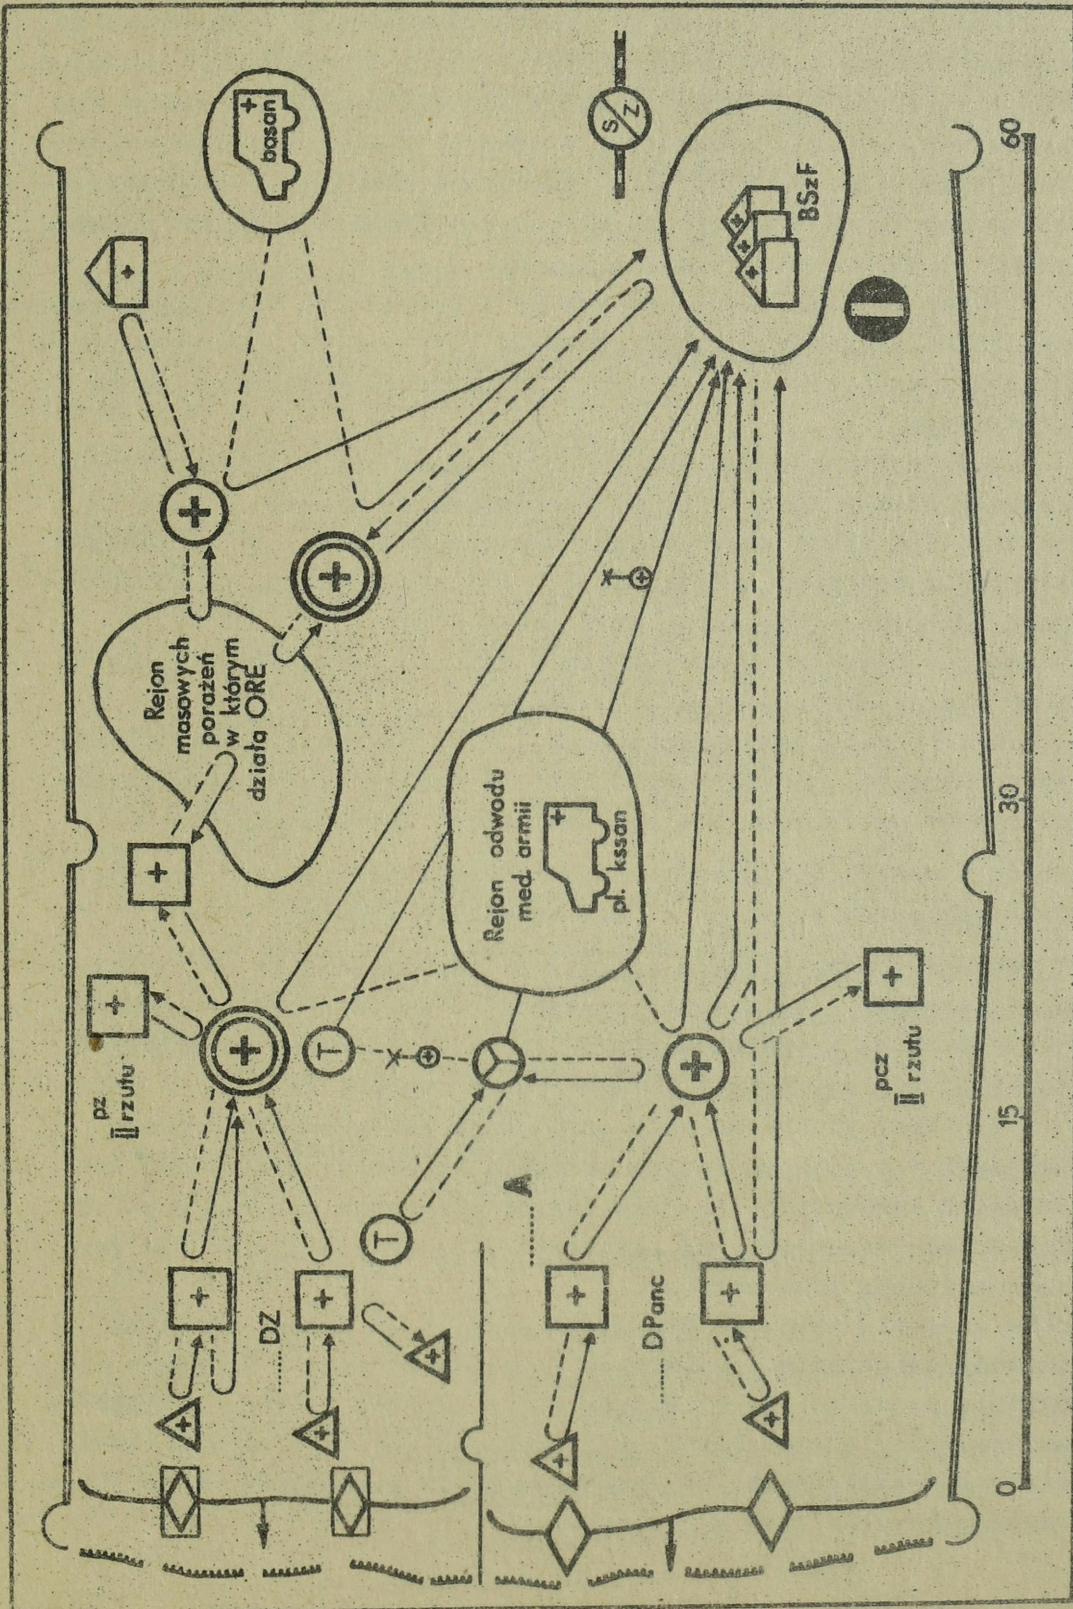 basan
S/Z
BSzF
60
Rejon
masowych
porażeń
w którym
działa ORE
30
Rejon odwodu
med. armii
pl. kssan
pz
II rzutu
T
pcz
II rzutu
15
T
A
DZ
DPanc
0